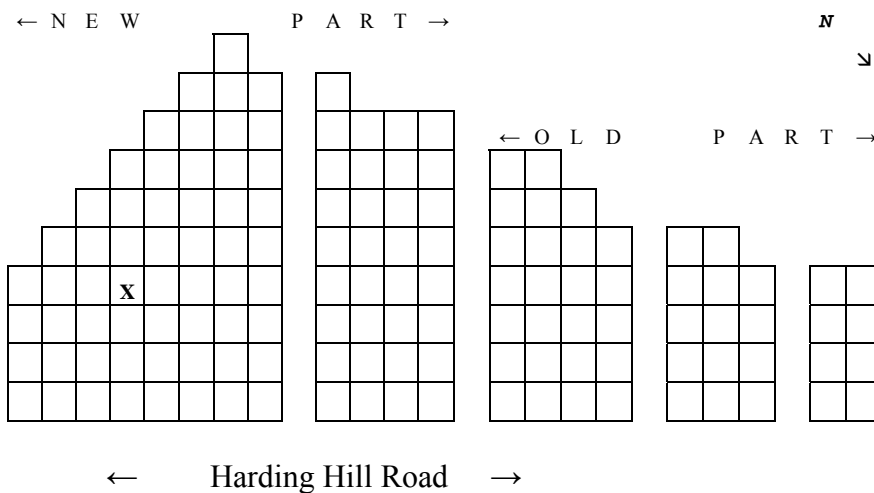 ← N E W P A R T → N
↘
← O L D P A R T →
X
← Harding Hill Road →